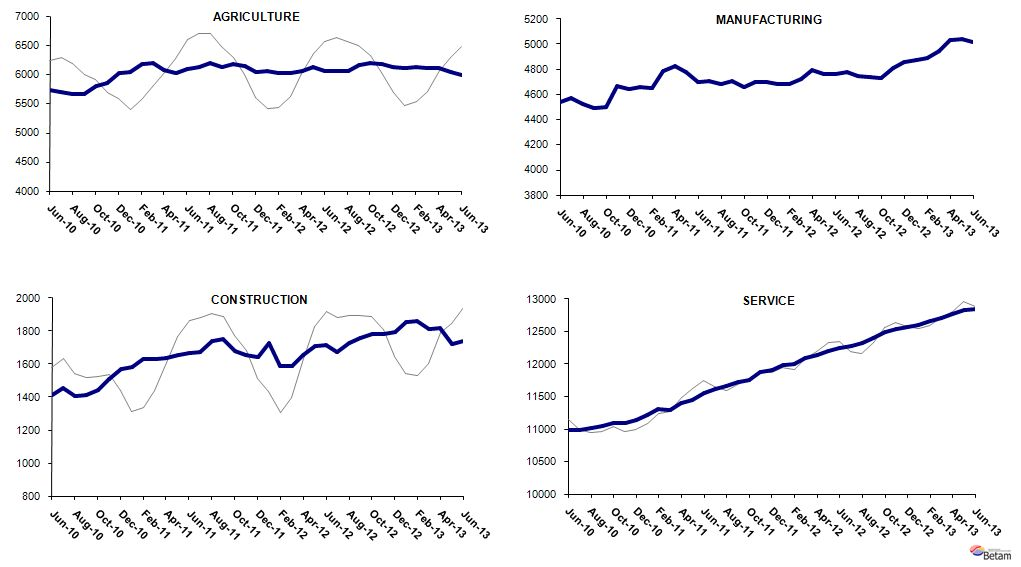 AGRICULTURE
7000
6500
6000
5500
5000
4500
4000
Jun-10
Aug-10
Oct-10
Dec-10
Feb-11
Apr-11
Jun-11
Aug-11
Oct-11
Dec-11
Feb-12
Apr-12
Jun-12
Aug-12
Oct-12
Dec-12
Feb-13
Apr-13
Jun-13
MANUFACTURING
5200
5000
4800
4600
4400
4200
4000
3800
Jun-10
Aug-10
Oct-10
Dec-10
Feb-11
Apr-11
Jun-11
Aug-11
Oct-11
Dec-11
Feb-12
Apr-12
Jun-12
Aug-12
Oct-12
Dec-12
Feb-13
Apr-13
Jun-13
CONSTRUCTION
2000
1800
1600
1400
1200
1000
800
Jun-10
Aug-10
Oct-10
Dec-10
Feb-11
Apr-11
Jun-11
Aug-11
Oct-11
Dec-11
Feb-12
Apr-12
Jun-12
Aug-12
Oct-12
Dec-12
Feb-13
Apr-13
Jun-13
SERVICE
13000
12500
12000
11500
11000
10500
10000
Jun-10
Aug-10
Oct-10
Dec-10
Feb-11
Apr-11
Jun-11
Aug-11
Oct-11
Dec-11
Feb-12
Apr-12
Jun-12
Aug-12
Oct-12
Dec-12
Feb-13
Apr-13
Jun-13
Betam